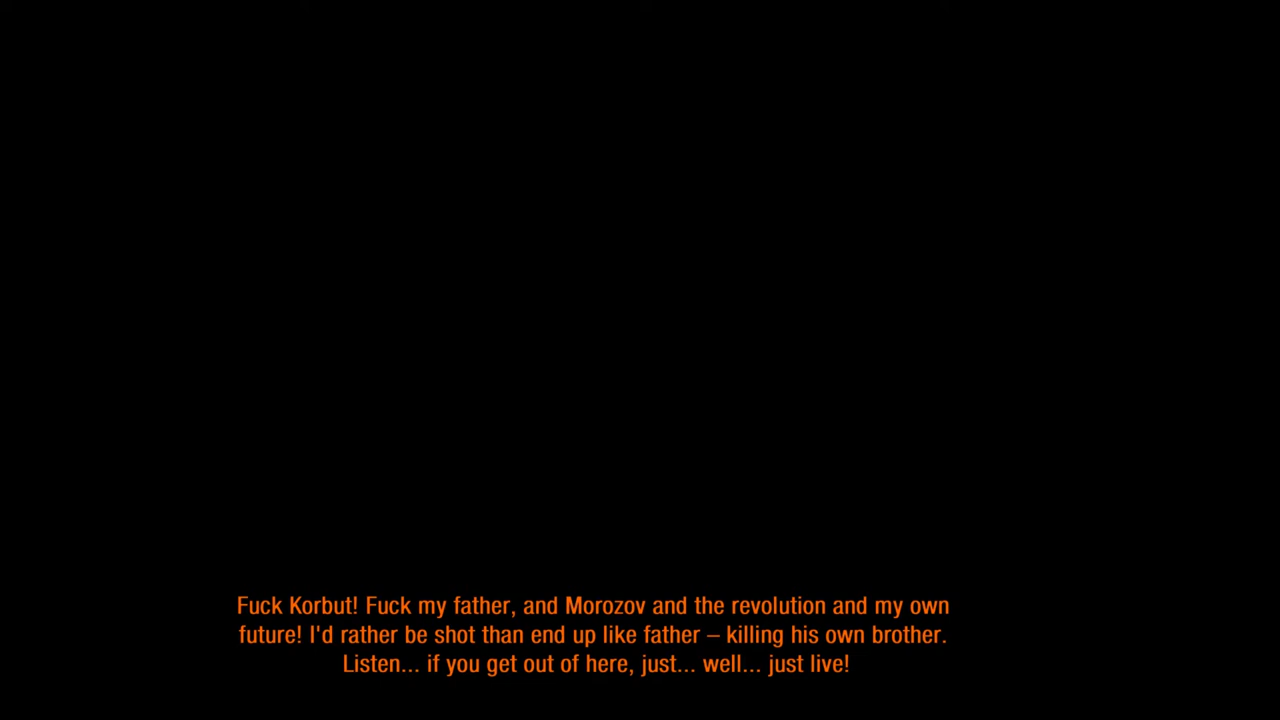 Fuck Korbut! Fuck my father, and Morozov and the revolution and my own
future! I'd rather be shot than end up like father – killing his own brother.
Listen... if you get out of here, just... well... just live!